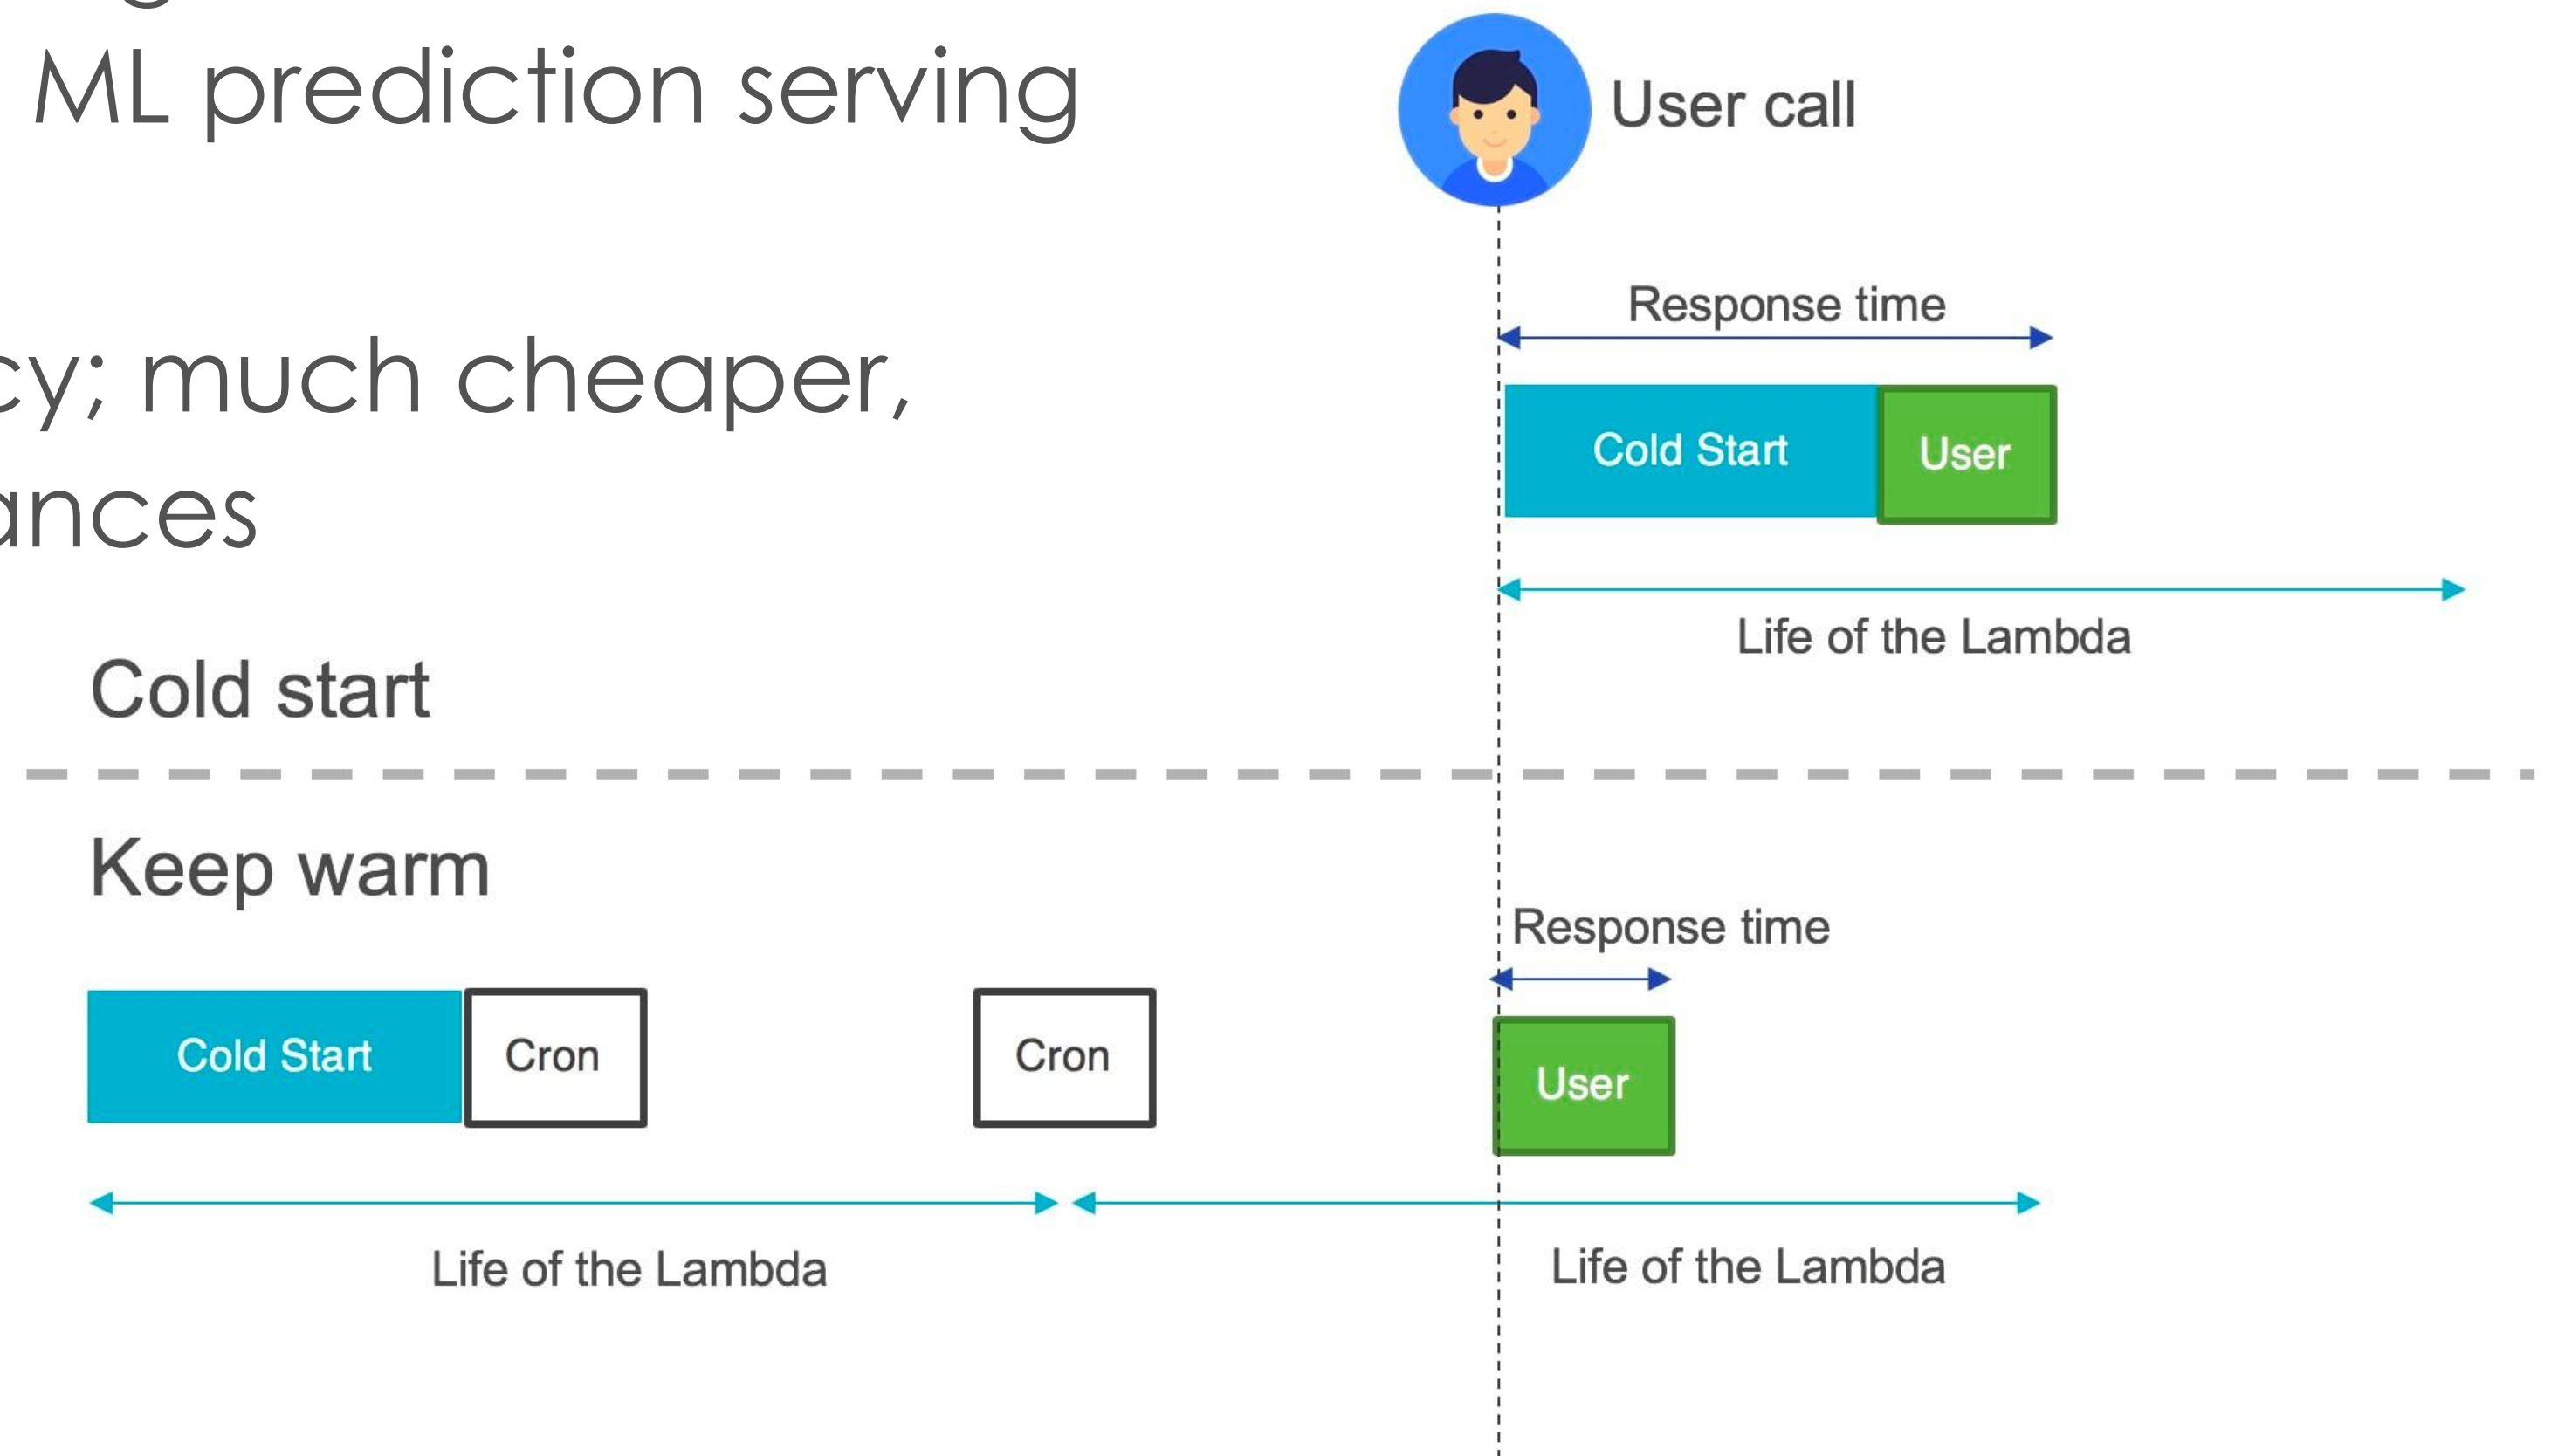 ML prediction serving
User call
Response time
cy; much cheaper,
Cold Start
User
ances
Life of the Lambda
Cold start
Keep warm
Response time
Cold Start
Cron
Cron
User
Life of the Lambda
Life of the Lambda